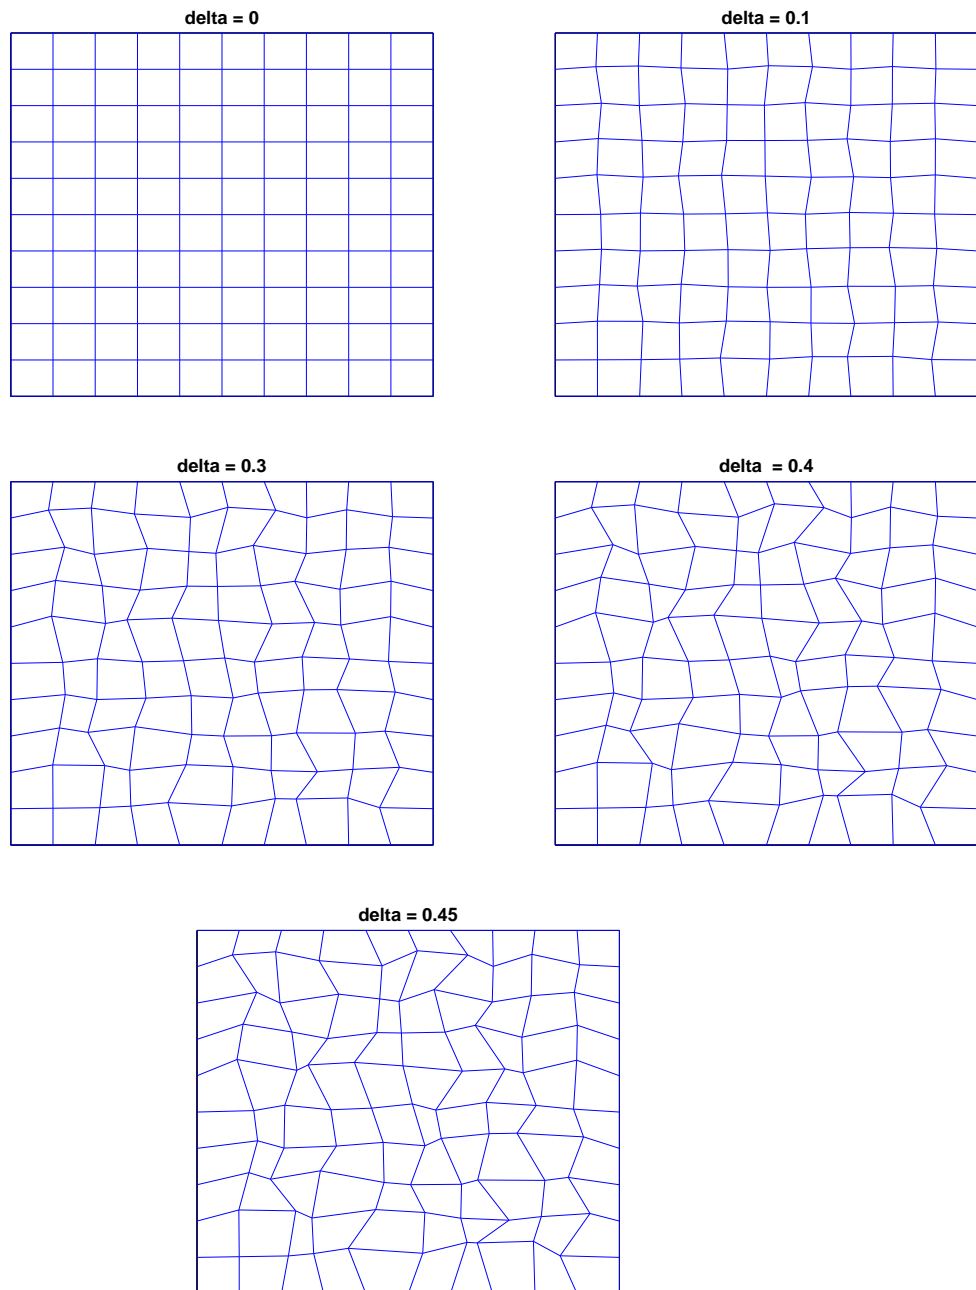 delta = 0
delta = 0.1
delta = 0.3
delta  = 0.4
delta = 0.45